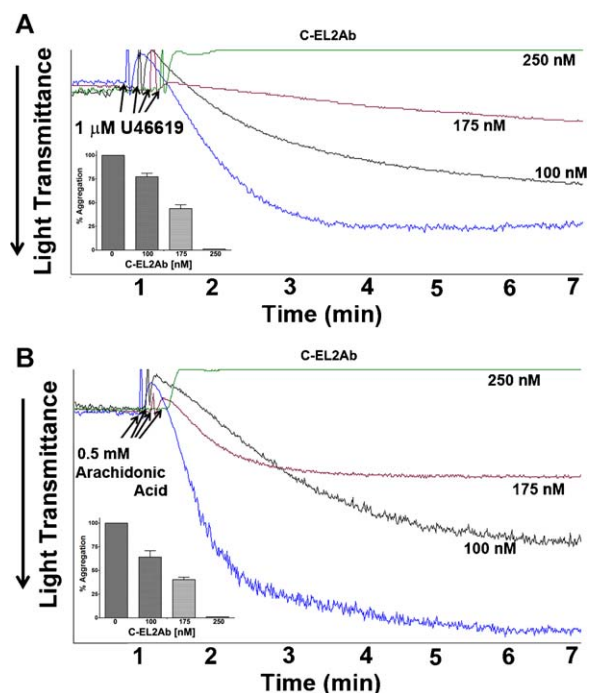 A
C-EL2Ab
250 nM
175 nM
100 nM
1 μM U46619
Light Transmittance
% Aggregation
100
75
50
25
0
0 100 175 250
C-EL2Ab [nM]
1 2 3 4 5 6 7
Time (min)
B
C-EL2Ab
250 nM
175 nM
100 nM
0.5 mM
Arachidonic
Acid
Light Transmittance
% Aggregation
100
75
50
25
0
0 100 175 250
C-EL2Ab [nM]
1 2 3 4 5 6 7
Time (min)